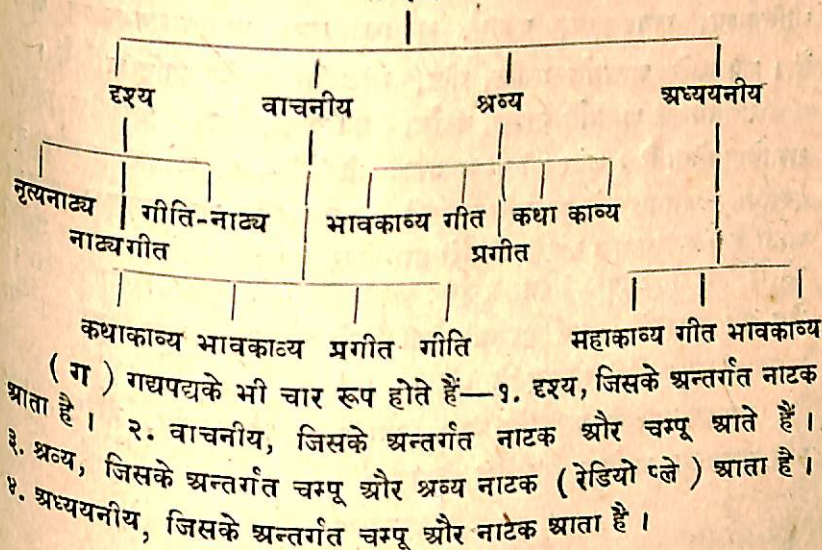 दृश्य वाचनीय श्रव्य अध्ययनीय
नृत्यनाट्य गीति-नाट्य भावकाव्य गीत कथा काव्य
नाट्यगीत प्रगीत
कथाकाव्य भावकाव्य प्रगीत गीति महाकाव्य गीत भावकाव्य
( ग ) गद्यपद्यके भी चार रूप होते हैं—१. दृश्य, जिसके अन्तर्गत नाटक
आता है । २. वाचनीय, जिसके अन्तर्गत नाटक और चम्पू आते हैं ।
३. श्रव्य, जिसके अन्तर्गत चम्पू और श्रव्य नाटक ( रेडियो प्ले ) आता है ।
४. अध्ययनीय, जिसके अन्तर्गत चम्पू और नाटक आता है ।